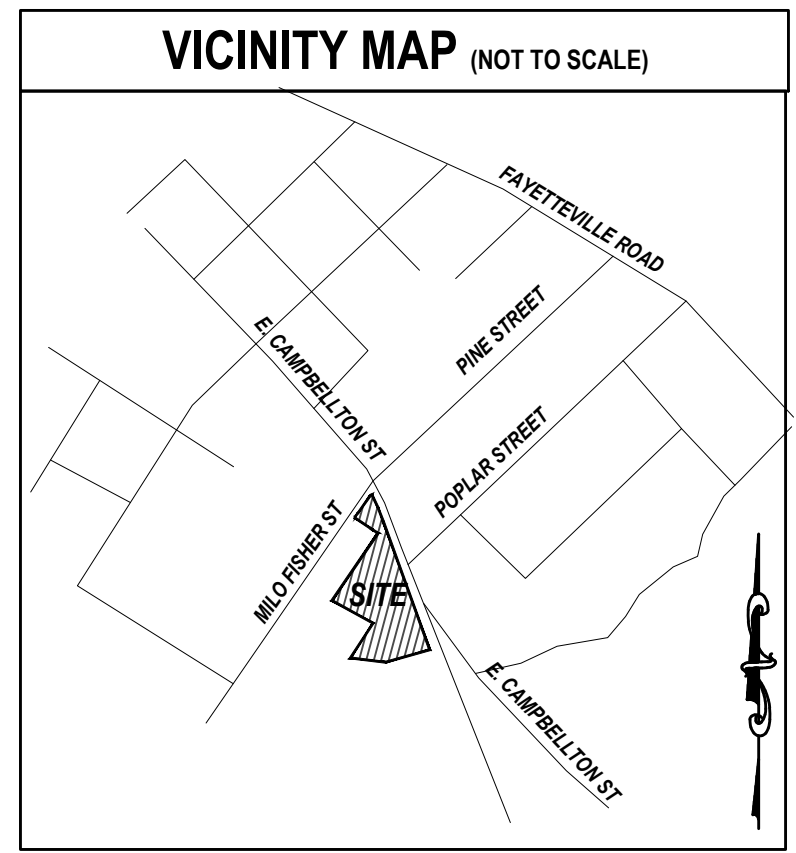 VICINITY MAP (NOT TO SCALE)
FAYETTEVILLE ROAD
PINE STREET
E. CAMPBELLTON ST
POPLAR STREET
MILO FISHER ST
SITE
E. CAMPBELLTON ST